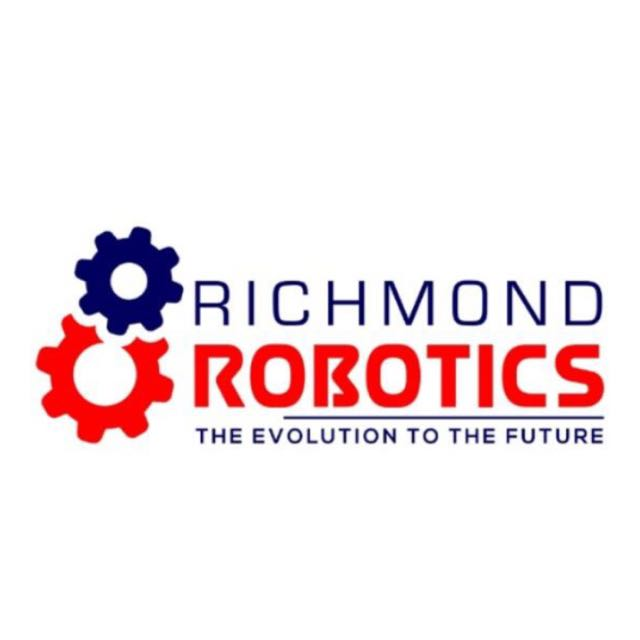 RICHMOND
ROBOTICS
THE EVOLUTION TO THE FUTURE